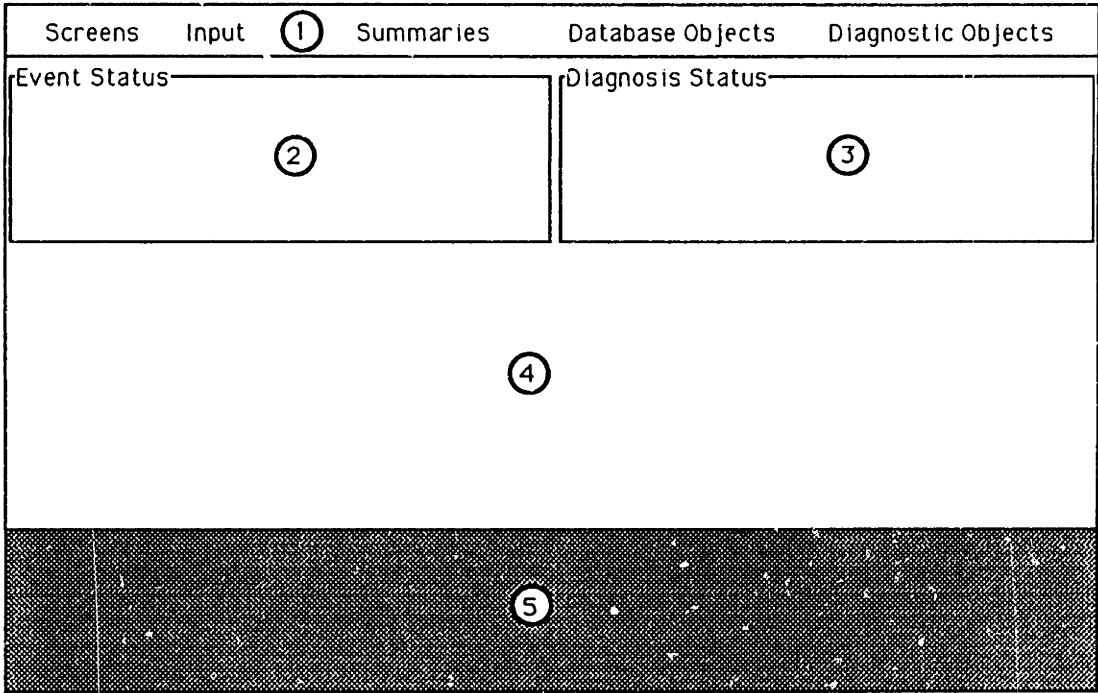 Screens Input 1 Summaries Database Objects Diagnostic Objects
Event Status Diagnosis Status
2 3
4
5